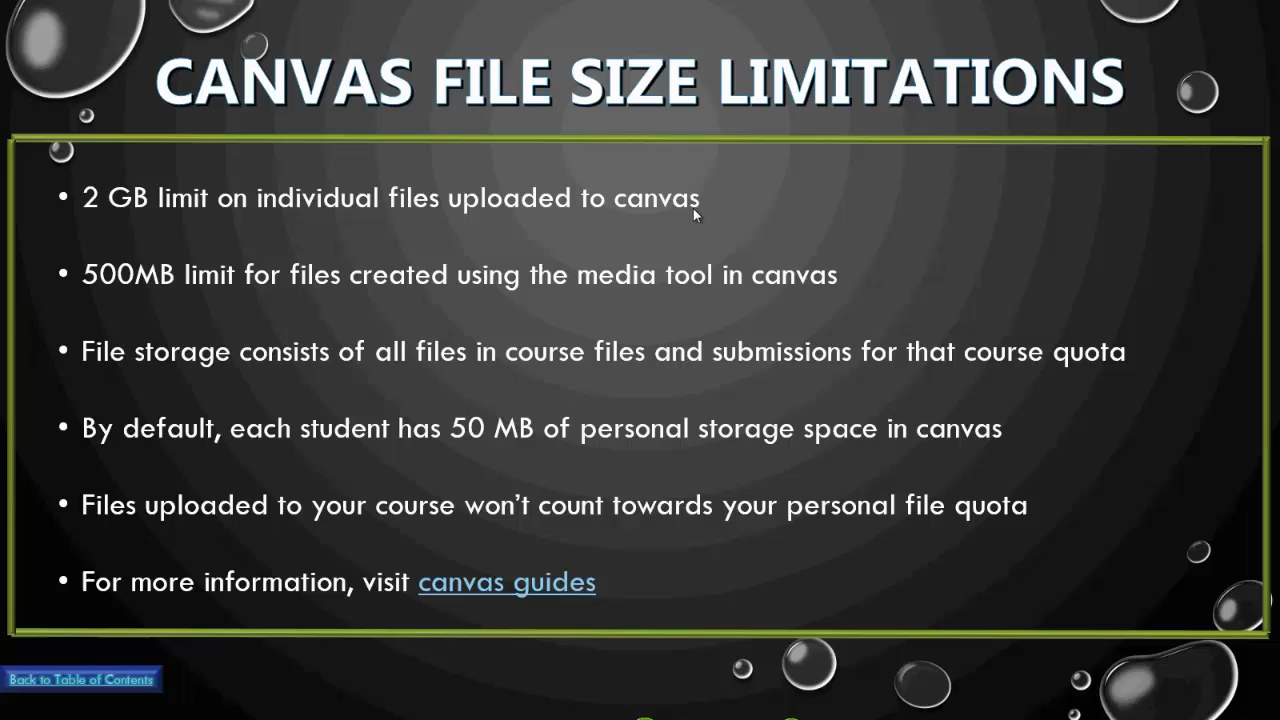 CANVAS FILE SIZE LIMITATIONS
• 2 GB limit on individual files uploaded to canvas
• 500MB limit for files created using the media tool in canvas
• File storage consists of all files in course files and submissions for that course quota
• By default, each student has 50 MB of personal storage space in canvas
• Files uploaded to your course won’t count towards your personal file quota
• For more information, visit canvas guides
Back to Table of Contents